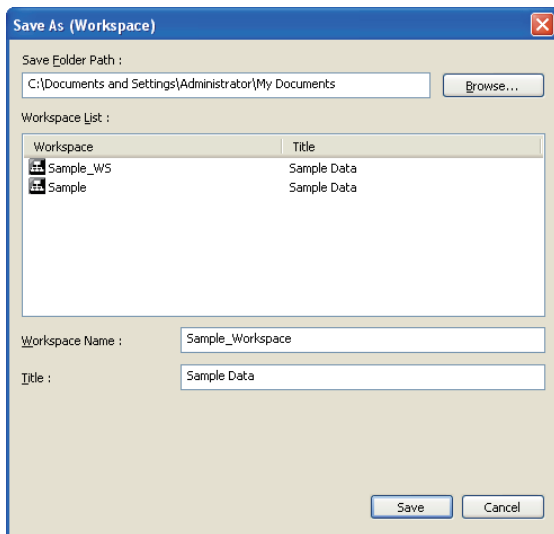 Save As (Workspace)
Save Folder Path :
C:\Documents and Settings\Administrator\My Documents
Browse...
Workspace List :
Workspace Title
Sample_WS Sample Data
Sample Sample Data
Workspace Name : Sample_Workspace
Title : Sample Data
Save Cancel